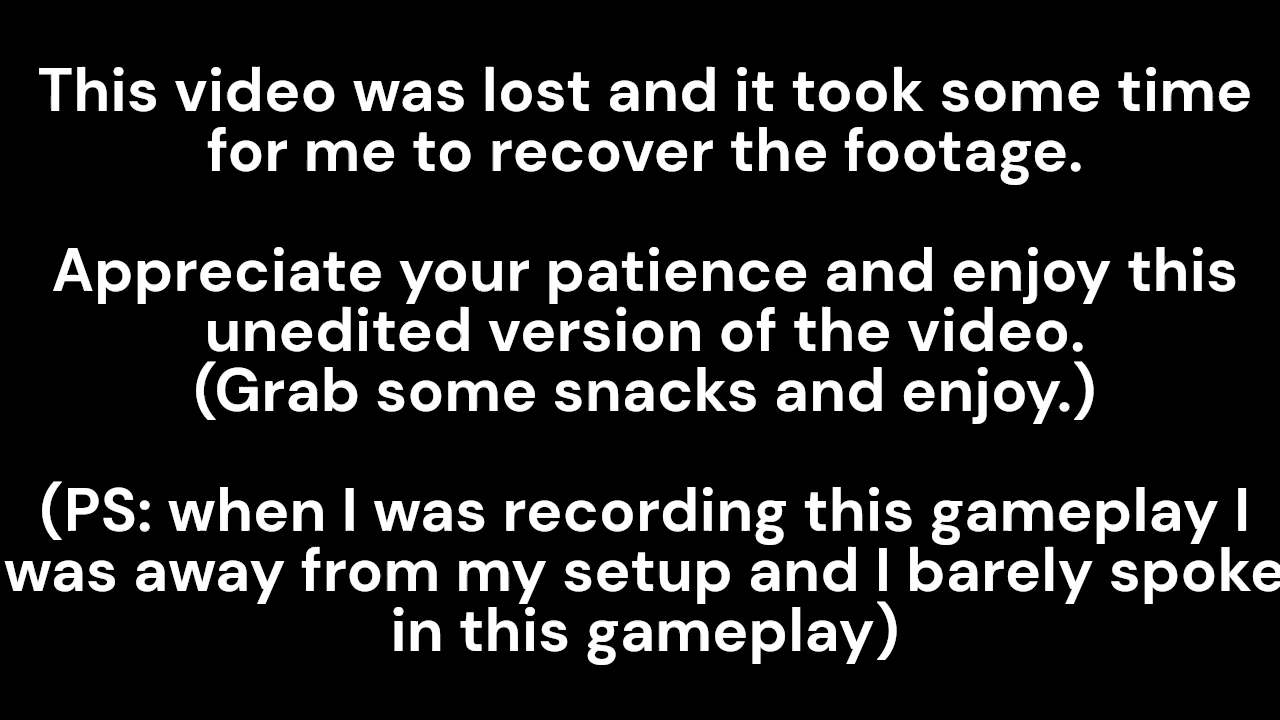 This video was lost and it took some time
for me to recover the footage.
Appreciate your patience and enjoy this
unedited version of the video.
(Grab some snacks and enjoy.)
(PS: when I was recording this gameplay I
was away from my setup and I barely spoke
in this gameplay)